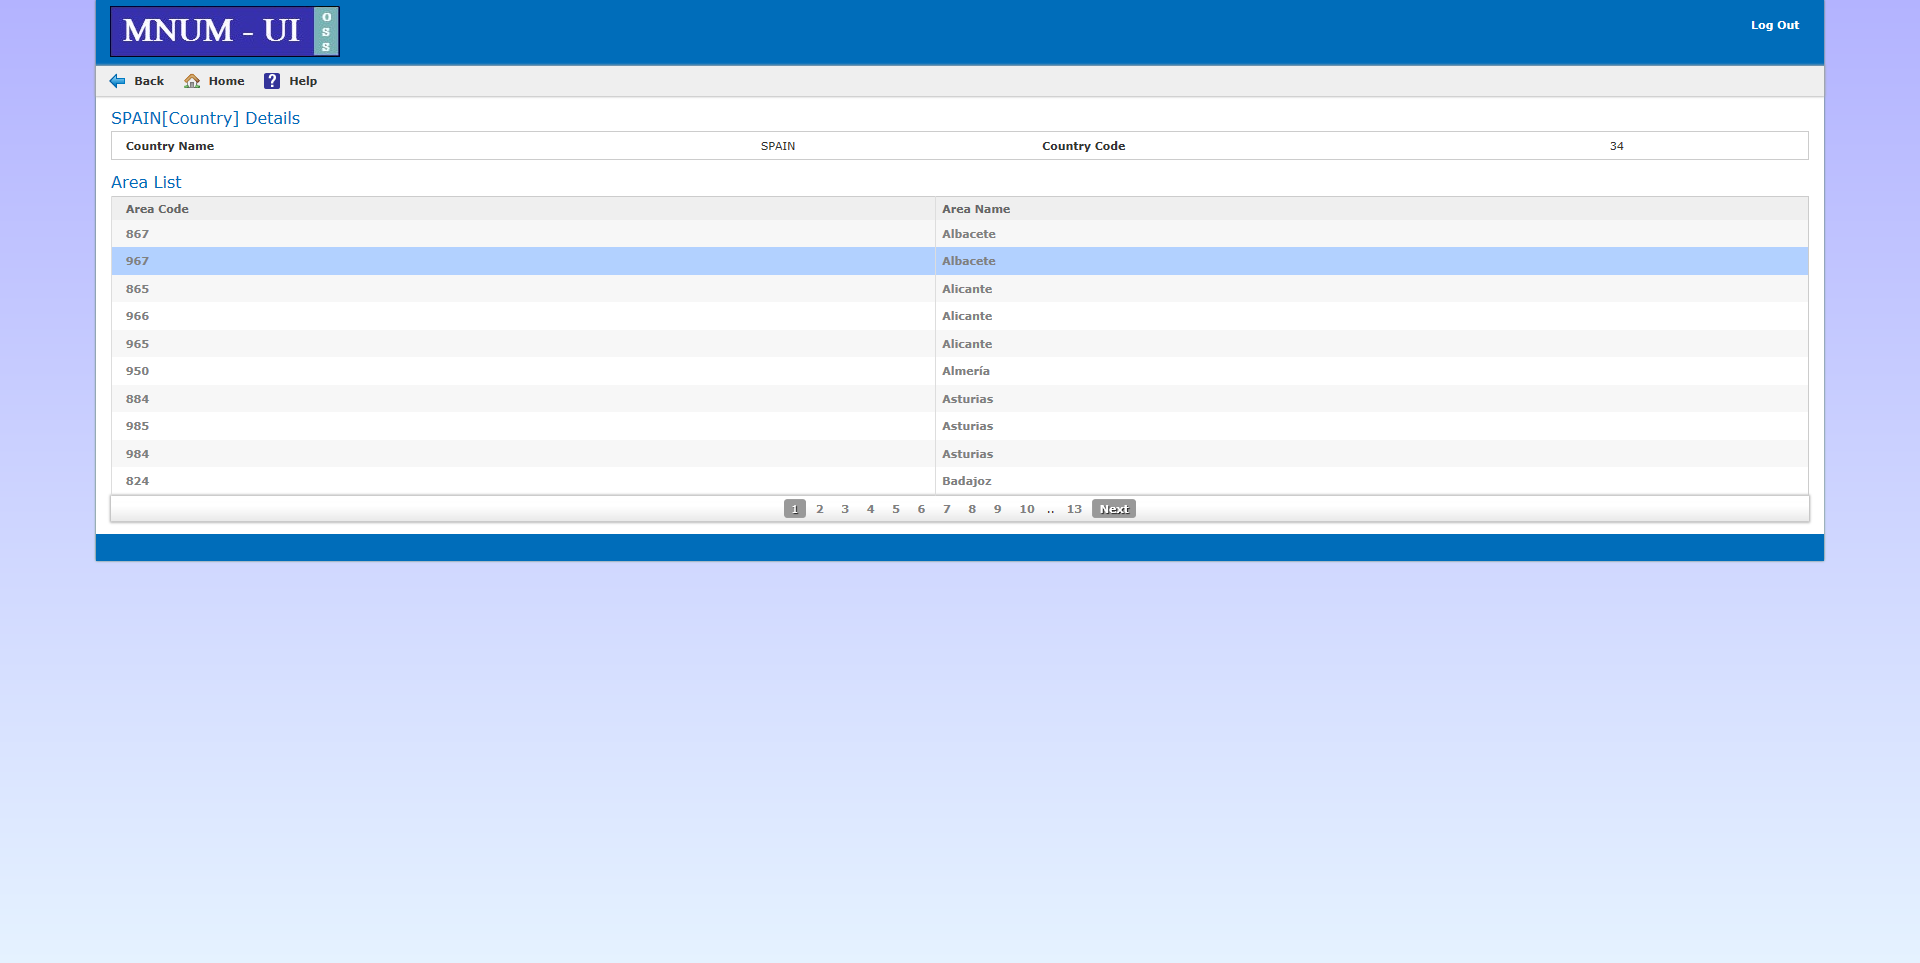 MNUM - UI
O
S
S
Log Out
Back Home ? Help
SPAIN[Country] Details
Country Name SPAIN Country Code 34
Area List
Area Code Area Name
867 Albacete
967 Albacete
865 Alicante
966 Alicante
965 Alicante
950 Almería
884 Asturias
985 Asturias
984 Asturias
824 Badajoz
1 2 3 4 5 6 7 8 9 10 .. 13 Next